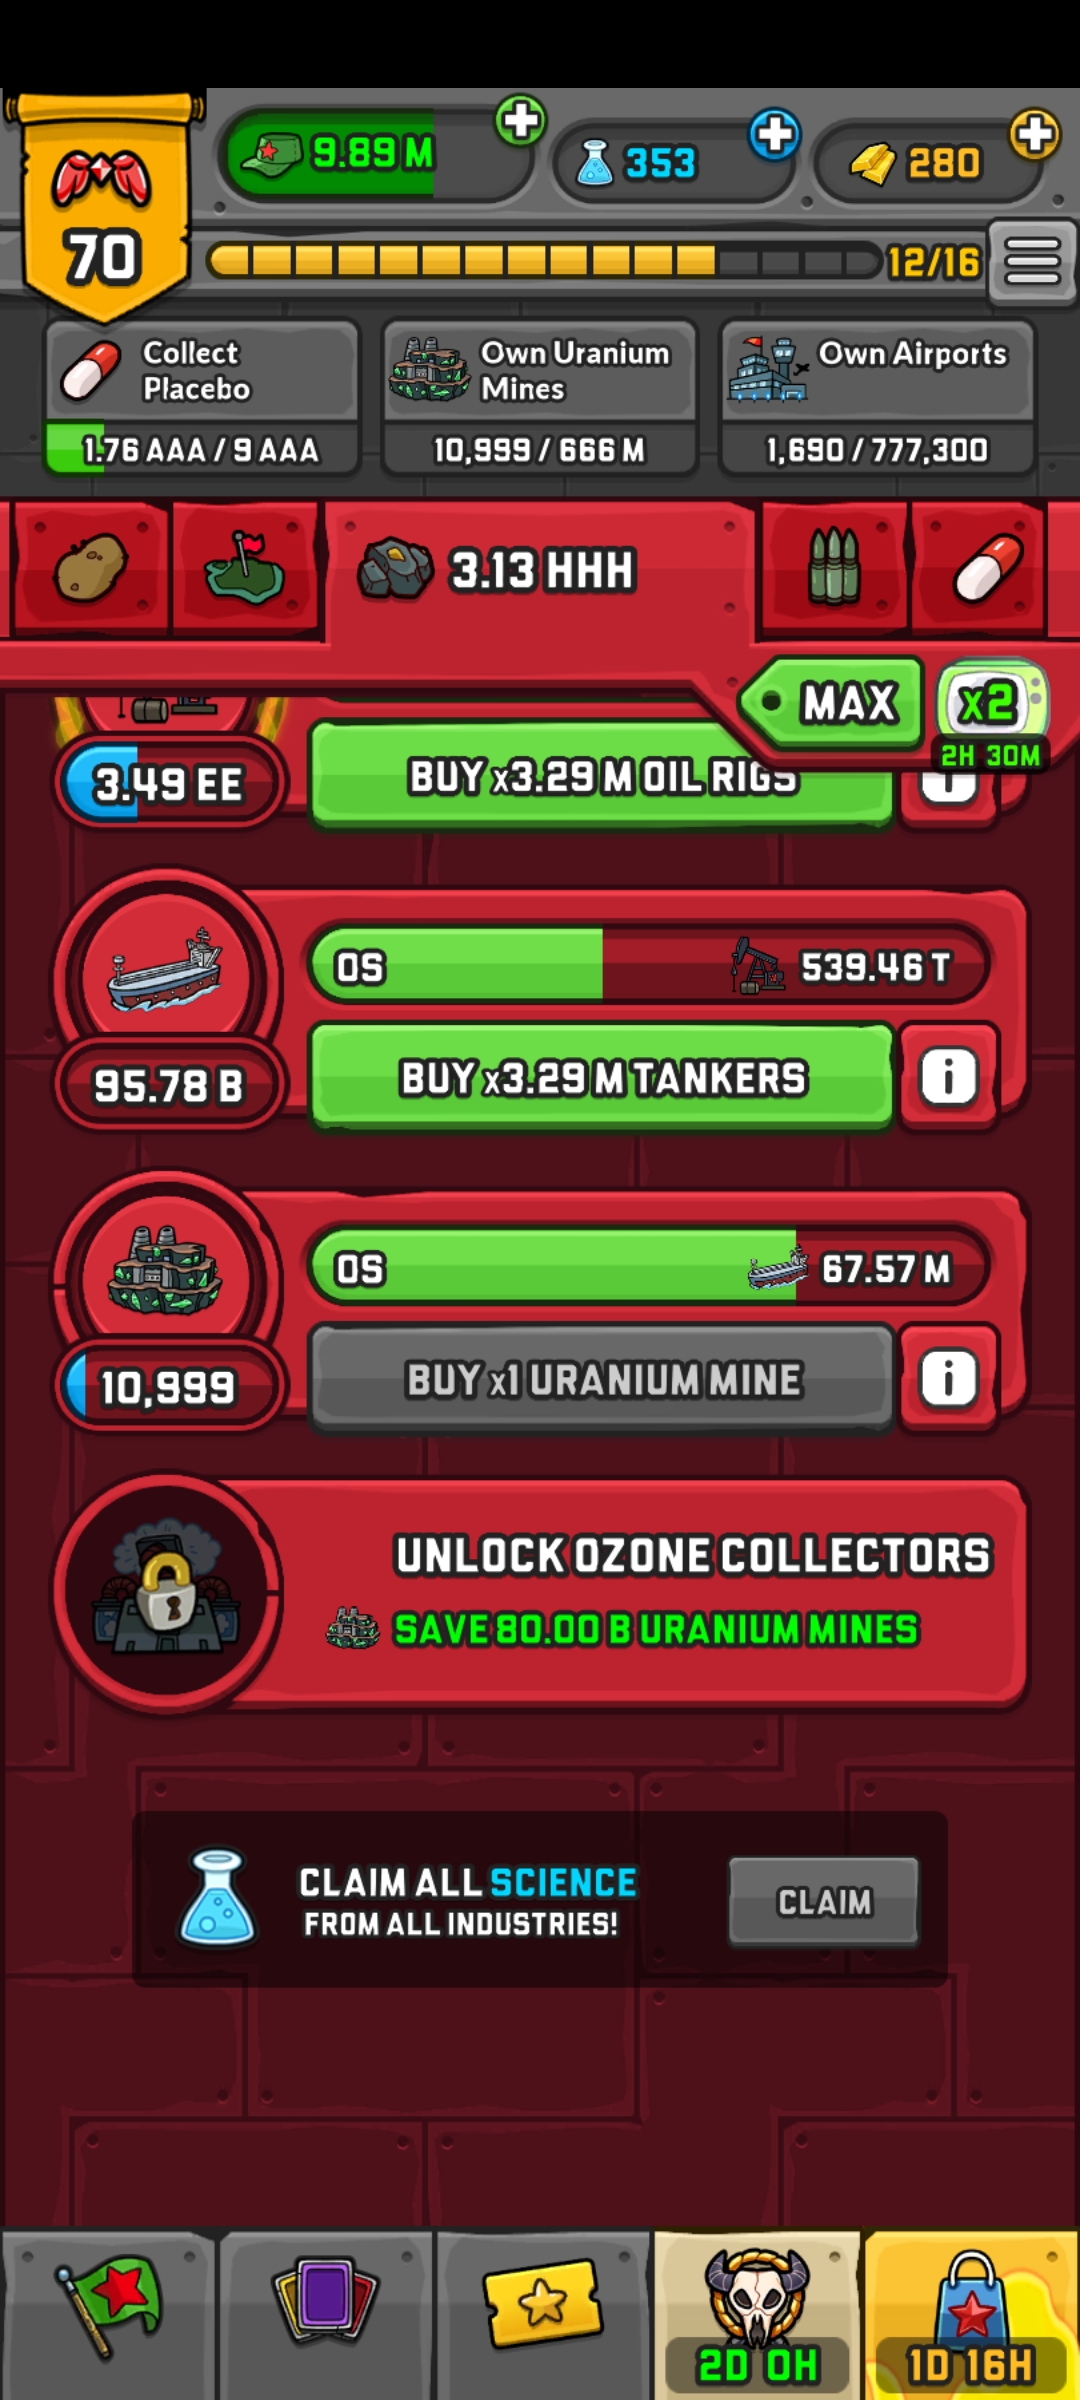 9.89 M
353
280
70
12/16
Collect
Placebo
1.76 AAA / 9 AAA
Own Uranium
Mines
10,999 / 666 M
Own Airports
1,690 / 777,300
3.13 HHH
MAX
x2
2H 30M
3.49 EE
BUY x3.29 M OIL RIGS
0S
539.46 T
95.78 B
BUY x3.29 M TANKERS
i
0S
67.57 M
10,999
BUY x1 URANIUM MINE
i
UNLOCK OZONE COLLECTORS
SAVE 80.00 B URANIUM MINES
CLAIM ALL SCIENCE
FROM ALL INDUSTRIES!
CLAIM
2D 0H
1D 16H